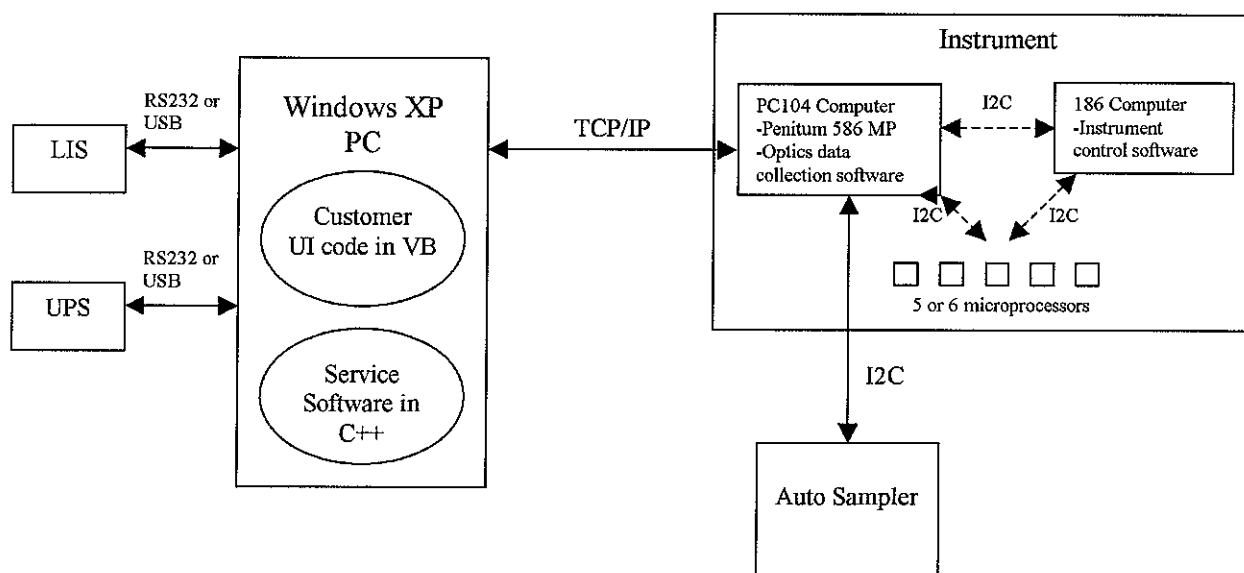 LIS
RS232 or
USB
UPS
RS232 or
USB
Windows XP
PC
Customer
UI code in VB
Service
Software in
C++
TCP/IP
Instrument
PC104 Computer
-Penitum 586 MP
-Optics data
collection software
I2C
186 Computer
-Instrument
control software
I2C
I2C
5 or 6 microprocessors
I2C
Auto Sampler